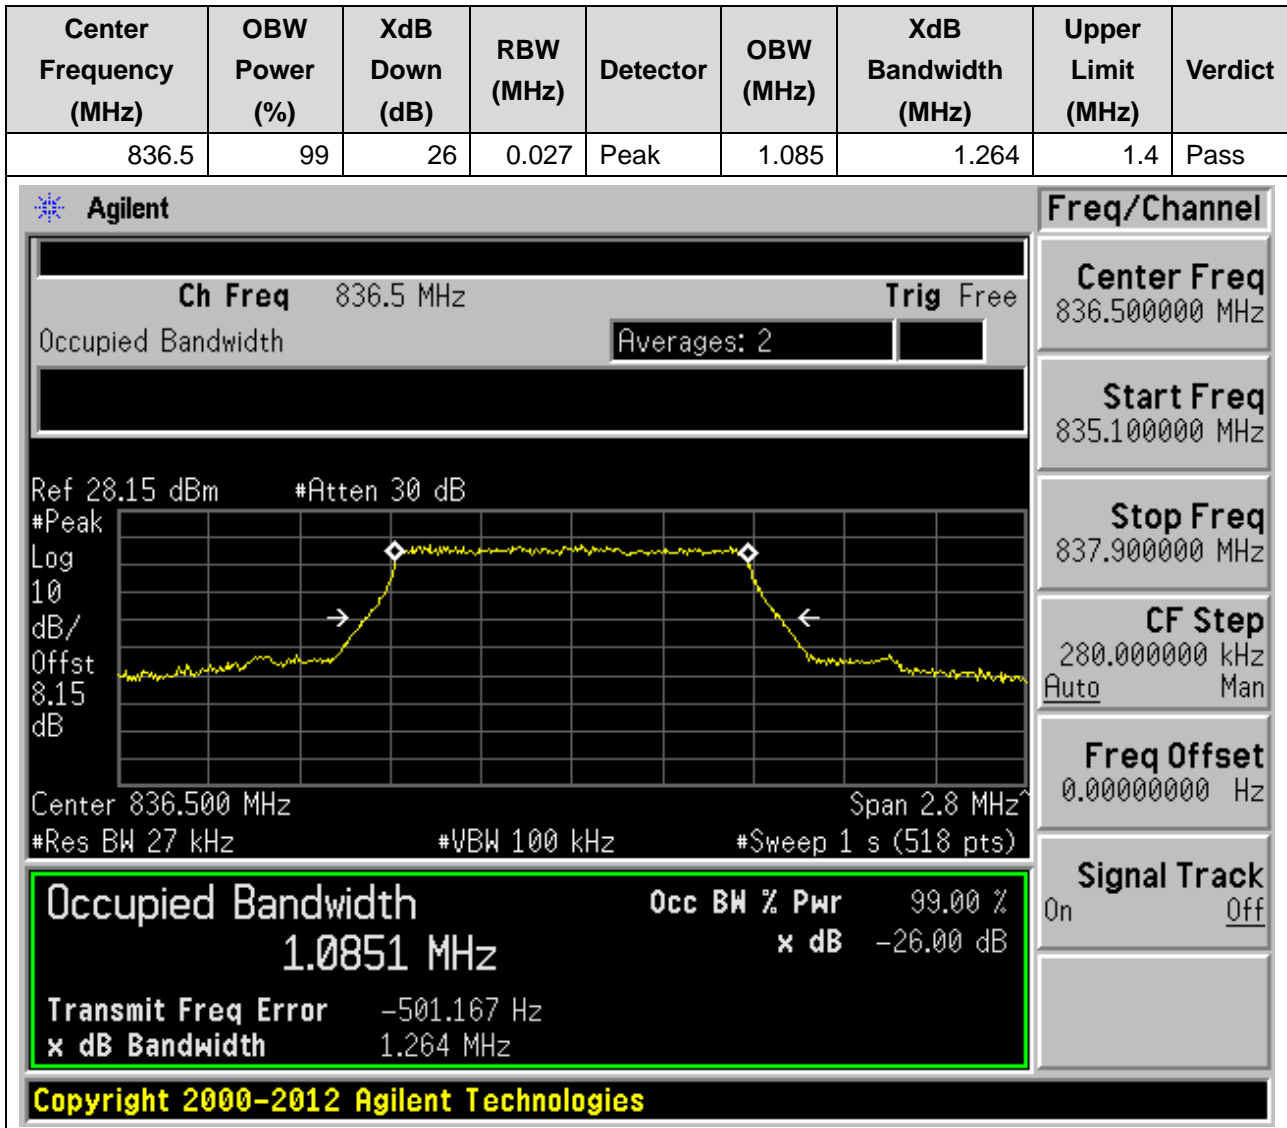 Center Frequency (MHz) OBW Power (%) XdB Down (dB) RBW (MHz) Detector OBW (MHz) XdB Bandwidth (MHz) Upper Limit (MHz) Verdict
836.5 99 26 0.027 Peak 1.085 1.264 1.4 Pass
Agilent
Freq/Channel
Ch Freq 836.5 MHz Trig Free
Occupied Bandwidth Averages: 2
Center Freq
836.500000 MHz
Start Freq
835.100000 MHz
Stop Freq
837.900000 MHz
CF Step
280.000000 kHz
Auto Man
Freq Offset
0.00000000 Hz
Signal Track
On Off
Ref 28.15 dBm #Atten 30 dB
#Peak
Log
10
dB/
Offst
8.15
dB
Center 836.500 MHz Span 2.8 MHz^
#Res BW 27 kHz #VBW 100 kHz #Sweep 1 s (518 pts)
Occupied Bandwidth Occ BW % Pwr 99.00 %
1.0851 MHz x dB -26.00 dB
Transmit Freq Error -501.167 Hz
x dB Bandwidth 1.264 MHz
Copyright 2000-2012 Agilent Technologies